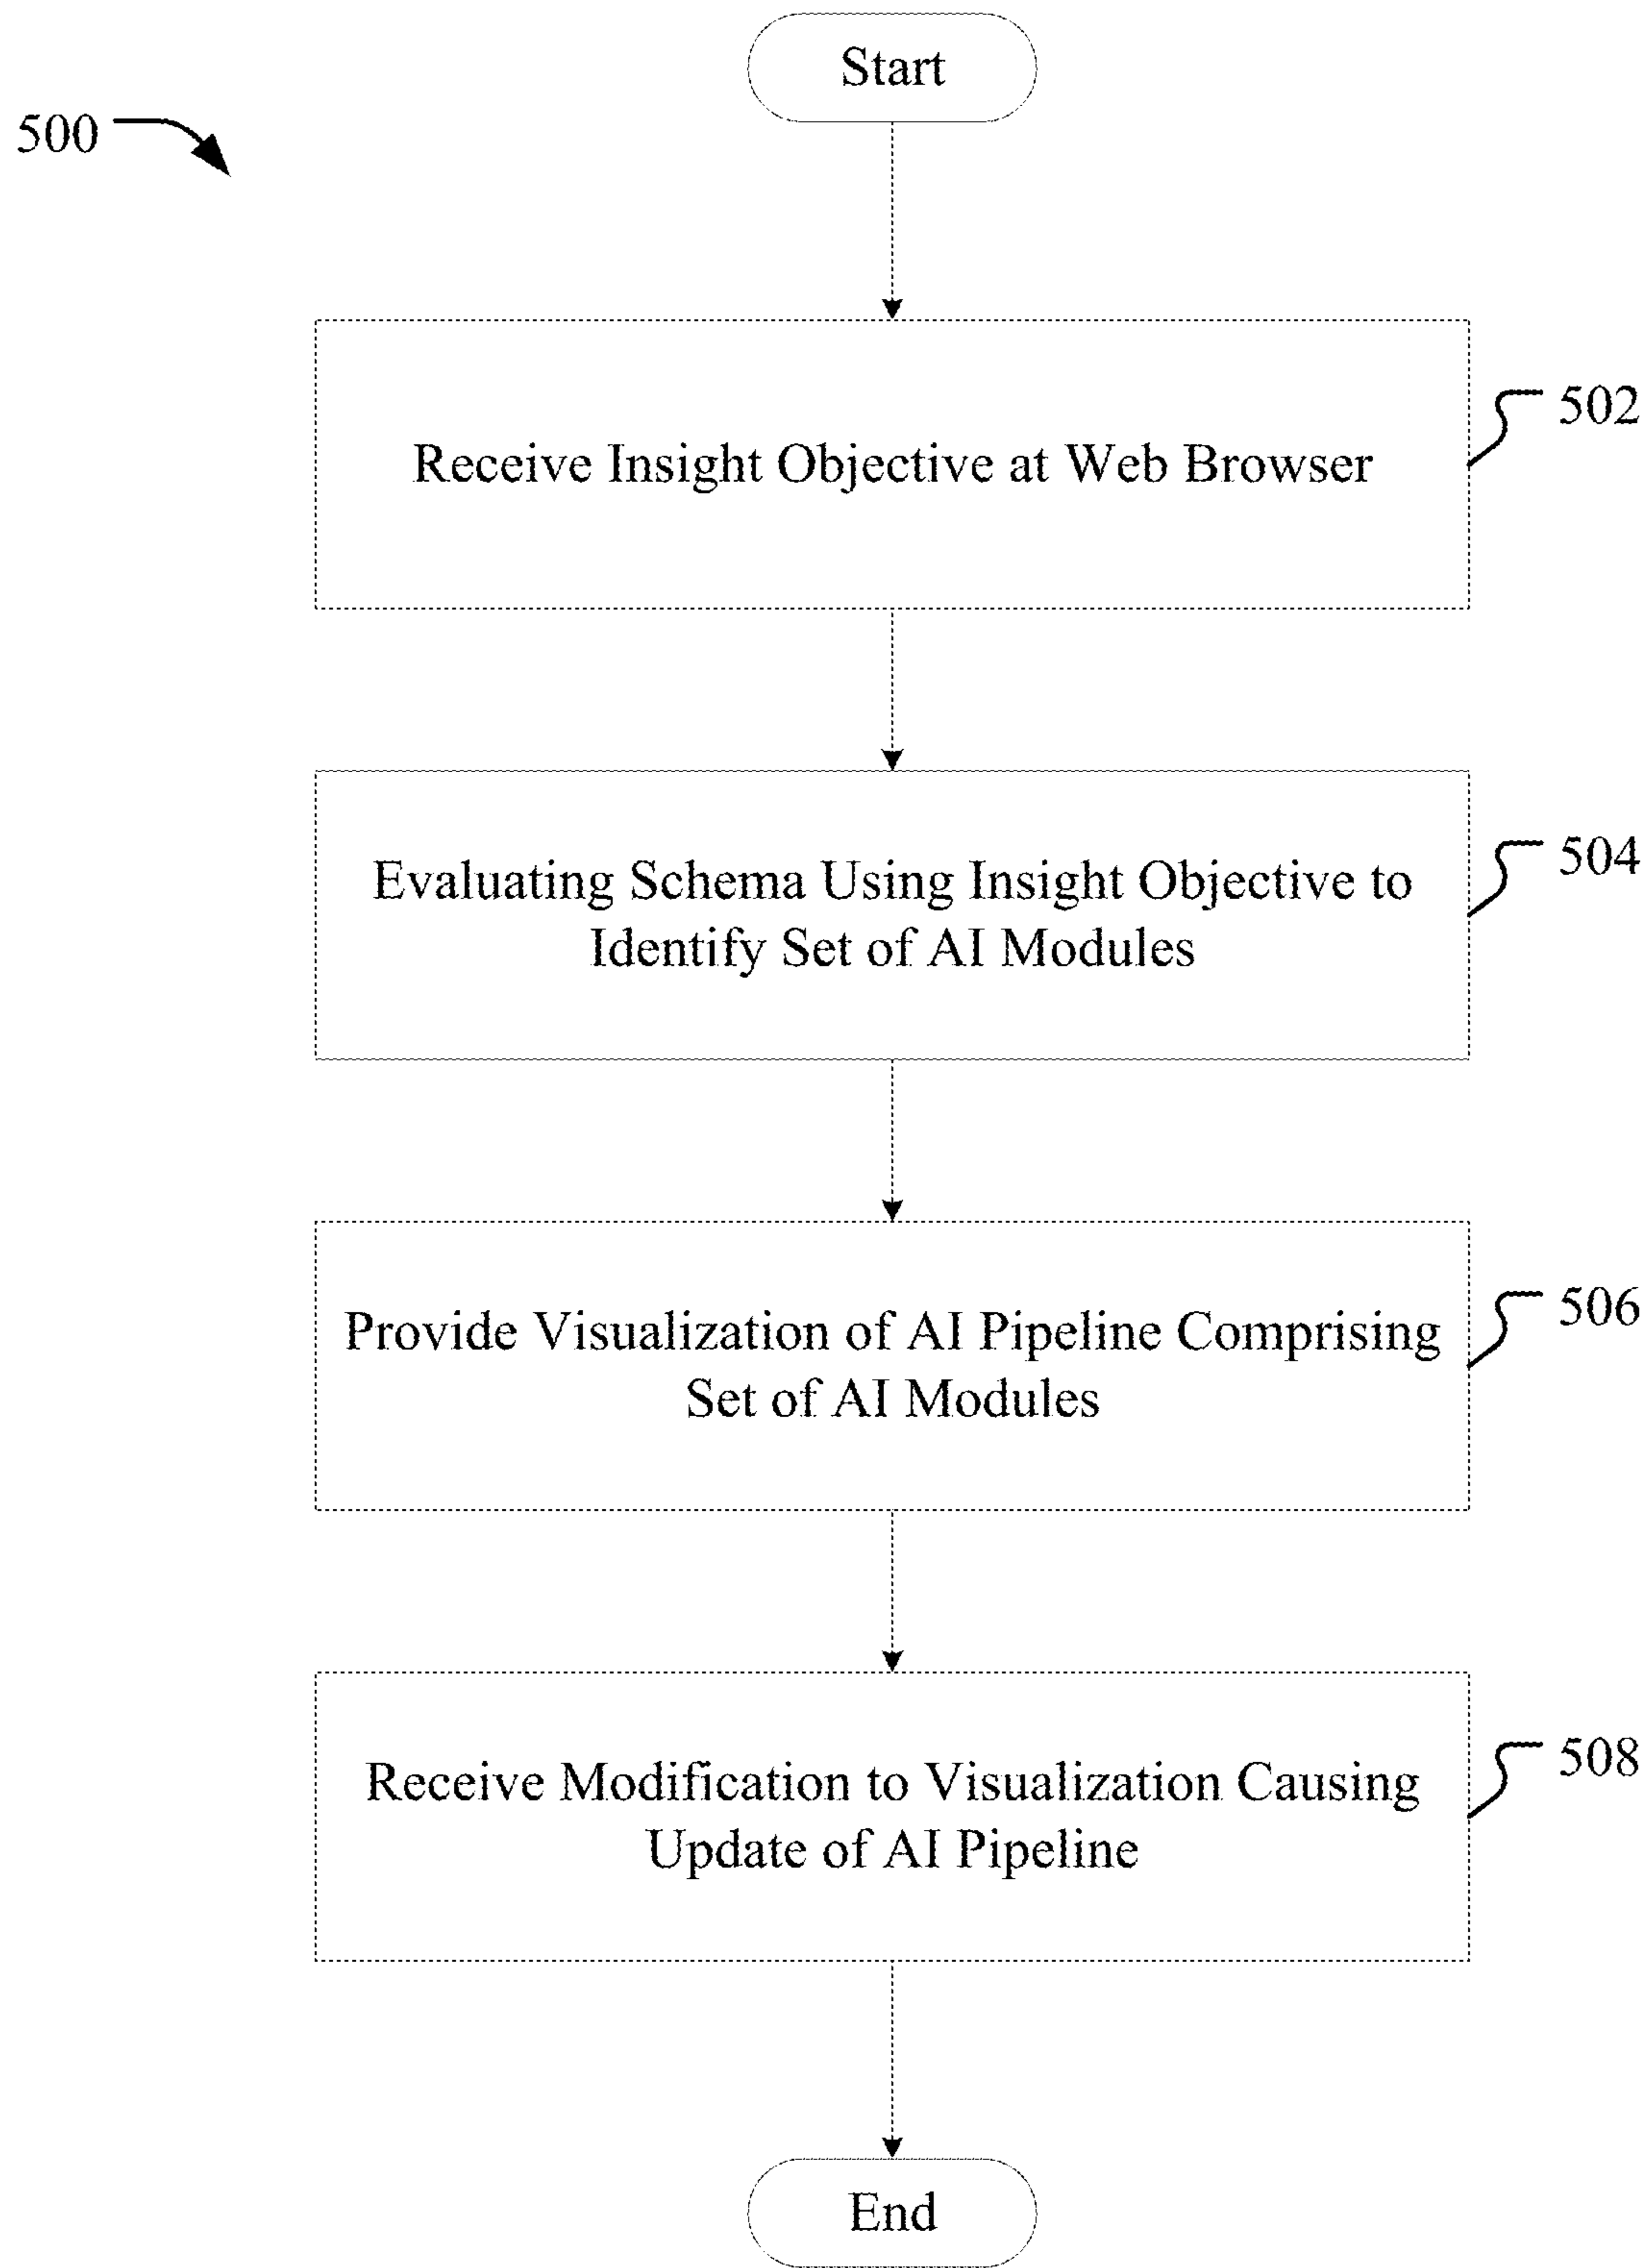 Start
500
Receive Insight Objective at Web Browser
502
Evaluating Schema Using Insight Objective to
Identify Set of AI Modules
504
Provide Visualization of AI Pipeline Comprising
Set of AI Modules
506
Receive Modification to Visualization Causing
Update of AI Pipeline
508
End